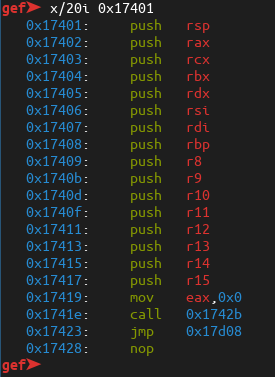 gef➤ x/20i 0x17401
0x17401: push rsp
0x17402: push rax
0x17403: push rcx
0x17404: push rbx
0x17405: push rdx
0x17406: push rsi
0x17407: push rdi
0x17408: push rbp
0x17409: push r8
0x1740b: push r9
0x1740d: push r10
0x1740f: push r11
0x17411: push r12
0x17413: push r13
0x17415: push r14
0x17417: push r15
0x17419: mov eax,0x0
0x1741e: call 0x1742b
0x17423: jmp 0x17d08
0x17428: nop
gef➤